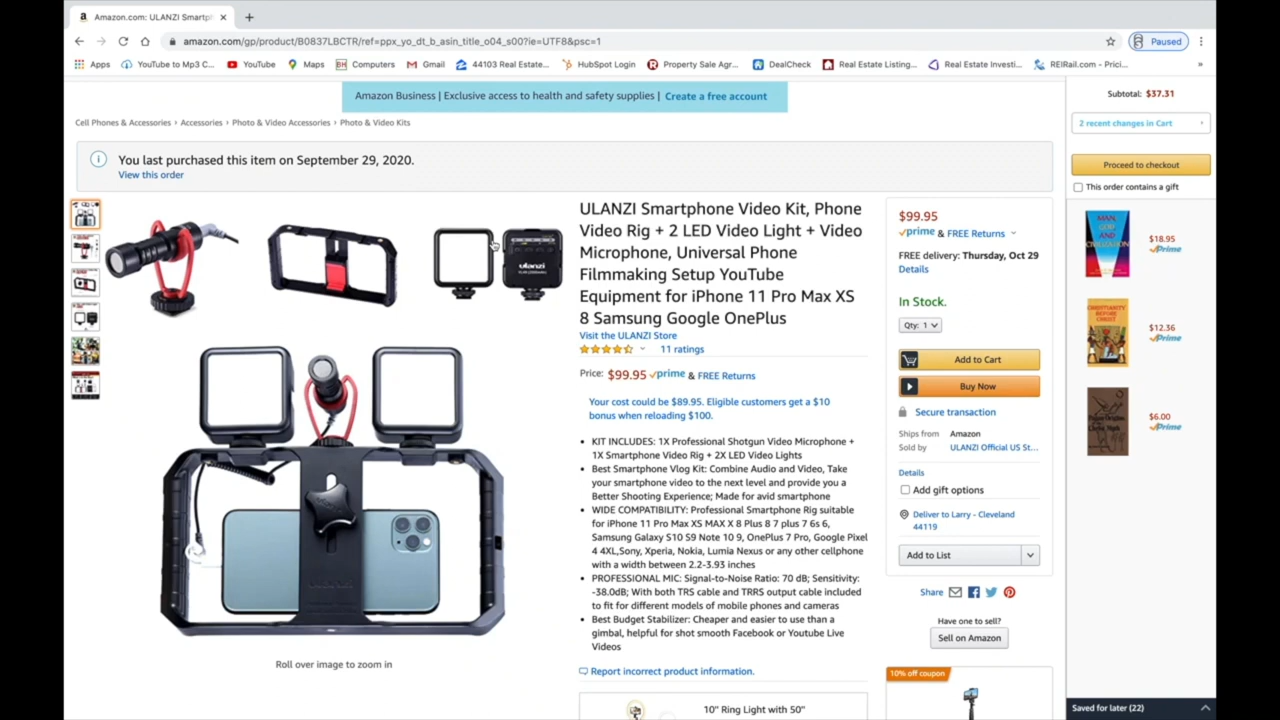 Amazon.com: ULANZI Smartph
amazon.com/gp/product/B0837LBCTR/ref=ppx_yo_dt_b_asin_title_o04_s00?ie=UTF8&psc=1
Paused
Apps
YouTube to Mp3 C...
YouTube
Maps
Computers
Gmail
44103 Real Estate...
HubSpot Login
Property Sale Agr...
DealCheck
Real Estate Listing...
Real Estate Investi...
REIRail.com - Prici...
»
Amazon Business | Exclusive access to health and safety supplies | Create a free account
Cell Phones & Accessories › Accessories › Photo & Video Accessories › Photo & Video Kits
You last purchased this item on September 29, 2020.
View this order
ulanzi
ULANZI Smartphone Video Kit, Phone
Video Rig + 2 LED Video Light + Video
Microphone, Universal Phone
Filmmaking Setup YouTube
Equipment for iPhone 11 Pro Max XS
8 Samsung Google OnePlus
Visit the ULANZI Store
11 ratings
Price: $99.95 prime & FREE Returns
Your cost could be $89.95. Eligible customers get a $10
bonus when reloading $100.
• KIT INCLUDES: 1X Professional Shotgun Video Microphone +
1X Smartphone Video Rig + 2X LED Video Lights
• Best Smartphone Vlog Kit: Combine Audio and Video, Take
your smartphone video to the next level and provide you a
Better Shooting Experience; Made for avid smartphone
• WIDE COMPATIBILITY: Professional Smartphone Rig suitable
for iPhone 11 Pro Max XS MAX X 8 Plus 8 7 plus 7 6s 6,
Samsung Galaxy S10 S9 Note 10 9, OnePlus 7 Pro, Google Pixel
4 4XL,Sony, Xperia, Nokia, Lumia Nexus or any other cellphone
with a width between 2.2-3.93 inches
• PROFESSIONAL MIC: Signal-to-Noise Ratio: 70 dB; Sensitivity:
-38.0dB; With both TRS cable and TRRS output cable included
to fit for different models of mobile phones and cameras
• Best Budget Stabilizer: Cheaper and easier to use than a
gimbal, helpful for shot smooth Facebook or Youtube Live
Videos
Report incorrect product information.
10" Ring Light with 50"
Roll over image to zoom in
$99.95
prime & FREE Returns
FREE delivery: Thursday, Oct 29
Details
In Stock.
Qty: 1
Add to Cart
Buy Now
Secure transaction
Ships from Amazon
Sold by ULANZI Official US St...
Details
Add gift options
Deliver to Larry - Cleveland
44119
Add to List
Share
Have one to sell?
Sell on Amazon
10% off coupon
Subtotal: $37.31
2 recent changes in Cart
Proceed to checkout
This order contains a gift
MAN,
GOD
AND
CIVILIZATION
$18.95
Prime
CHRISTIANITY
BEFORE
CHRIST
$12.36
Prime
$6.00
Prime
Saved for later (22)